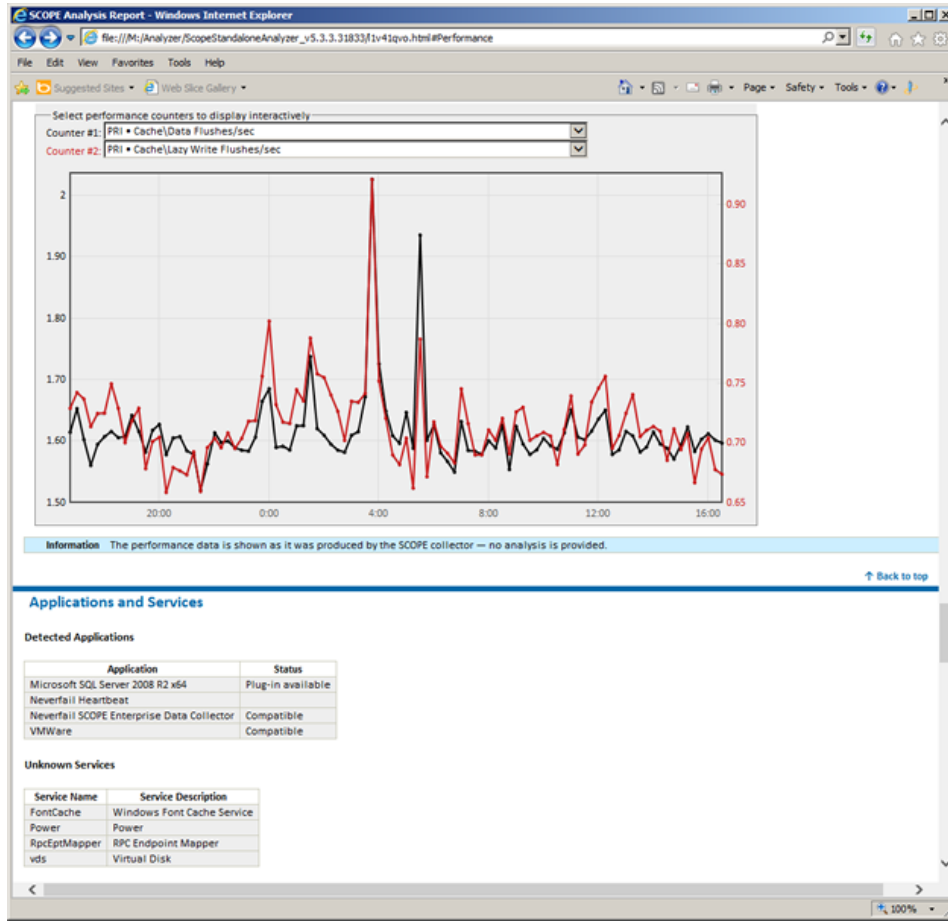 SCOPE Analysis Report - Windows Internet Explorer
file:///M:/Analyzer/ScopeStandaloneAnalyzer_v5.3.3.31833/l1v41qvo.html#Performance
File Edit View Favorites Tools Help
Suggested Sites Web Slice Gallery Page Safety Tools
Select performance counters to display interactively
Counter #1: PRI • Cache\Data Flushes/sec
Counter #2: PRI • Cache\Lazy Write Flushes/sec
2
0.90
1.90
0.85
1.80
0.80
1.70
0.75
1.60
0.70
1.50
0.65
20:00 0:00 4:00 8:00 12:00 16:00
Information The performance data is shown as it was produced by the SCOPE collector — no analysis is provided.
Back to top
Applications and Services
Detected Applications
Application Status
Microsoft SQL Server 2008 R2 x64 Plug-in available
Neverfail Heartbeat
Neverfail SCOPE Enterprise Data Collector Compatible
VMWare Compatible
Unknown Services
Service Name Service Description
FontCache Windows Font Cache Service
Power Power
RpcEptMapper RPC Endpoint Mapper
vds Virtual Disk
100%